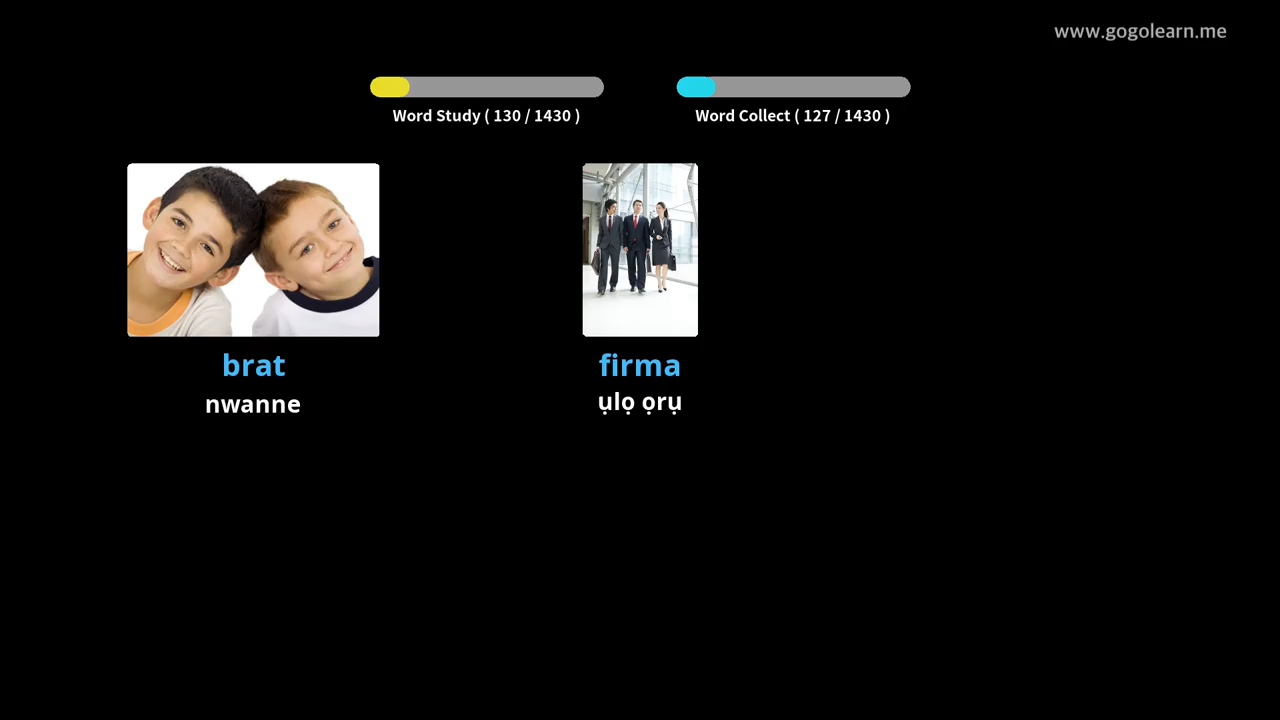 www.gogolearn.me
Word Study ( 130 / 1430 )
Word Collect ( 127 / 1430 )
brat
nwanne
firma
ụlọ ọrụ